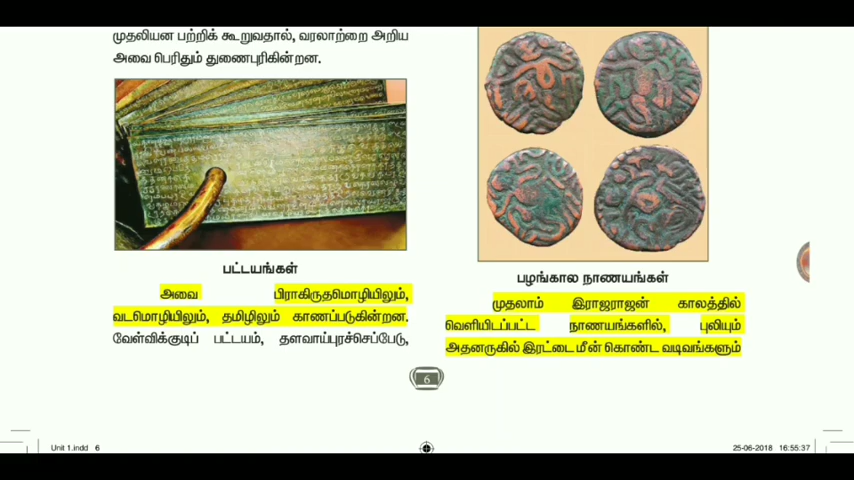 முதலியன பற்றிக் கூறுவதால், வரலாற்றை அறிய
அவை பெரிதும் துணைபுரிகின்றன.
பட்டயங்கள்
அவை பிராகிருதமொழியிலும்,
வடமொழியிலும், தமிழிலும் காணப்படுகின்றன.
வேள்விக்குடிப் பட்டயம், தளவாய்புரச்செப்பேடு,
பழங்கால நாணயங்கள்
முதலாம் இராஜராஜன் காலத்தில்
வெளியிடப்பட்ட நாணயங்களில், புலியும்
அதனருகில் இரட்டை மீன் கொண்ட வடிவங்களும்
6
Unit 1.indd 6
25-06-2018 16:55:37